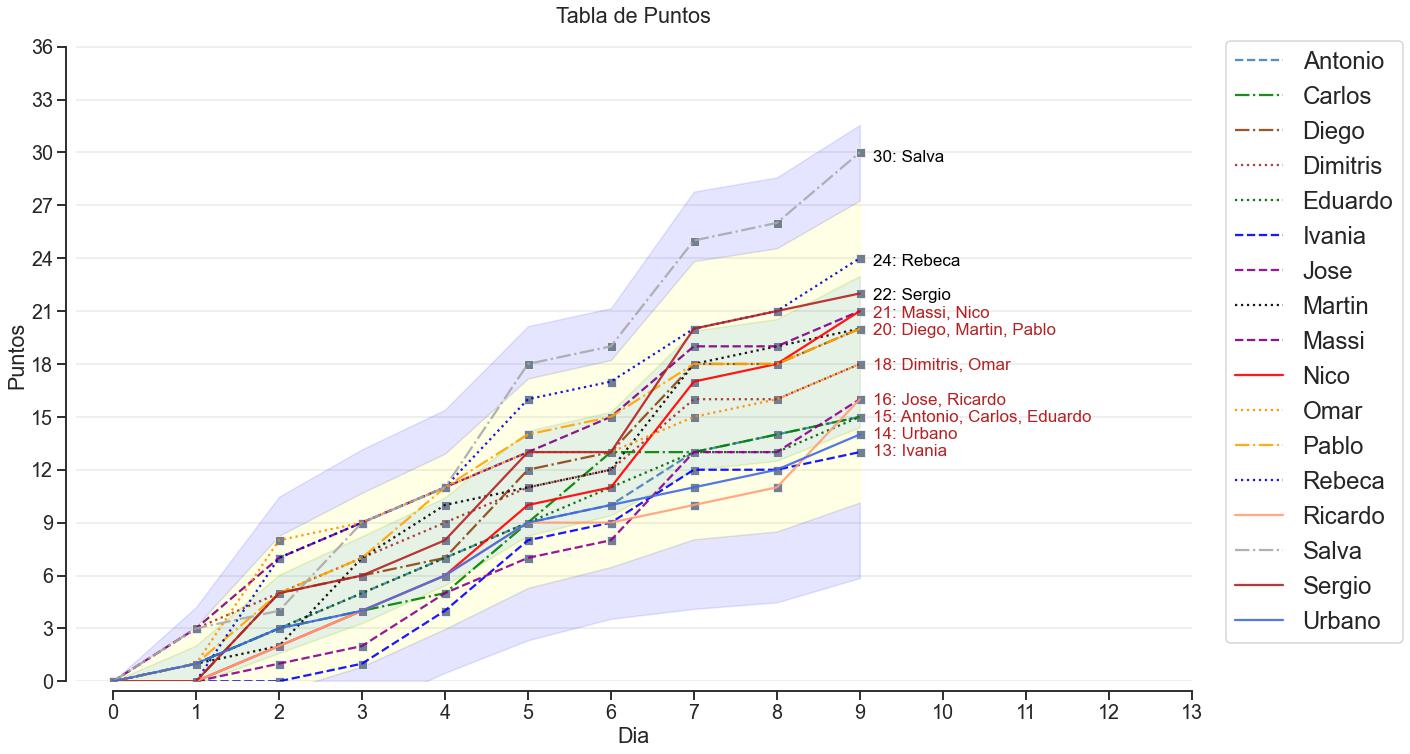 Tabla de Puntos
36
33
30
27
24
21
18
15
12
9
6
3
0
Puntos
0 1 2 3 4 5 6 7 8 9 10 11 12 13
Dia
30: Salva
24: Rebeca
22: Sergio
21: Massi, Nico
20: Diego, Martin, Pablo
18: Dimitris, Omar
16: Jose, Ricardo
15: Antonio, Carlos, Eduardo
14: Urbano
13: Ivania
Antonio
Carlos
Diego
Dimitris
Eduardo
Ivania
Jose
Martin
Massi
Nico
Omar
Pablo
Rebeca
Ricardo
Salva
Sergio
Urbano